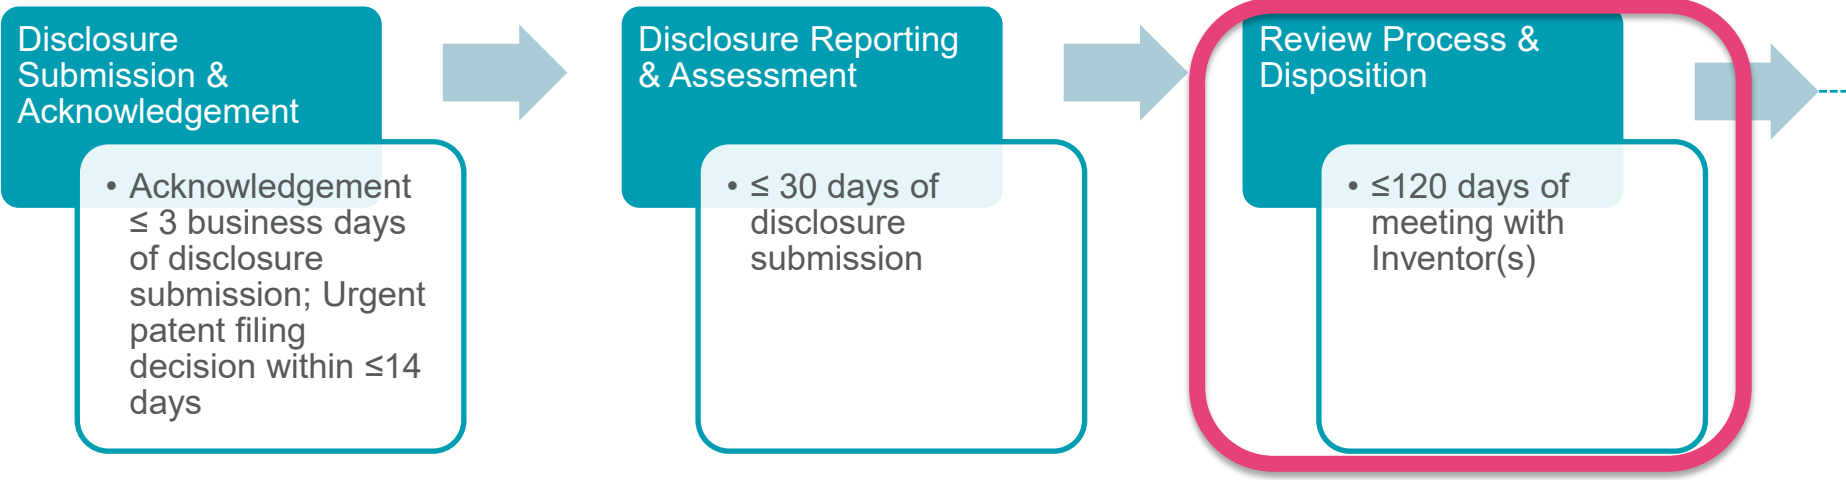 Disclosure
Submission &
Acknowledgement
• Acknowledgement
≤ 3 business days
of disclosure
submission; Urgent
patent filing
decision within ≤14
days
Disclosure Reporting
& Assessment
• ≤ 30 days of
disclosure
submission
Review Process &
Disposition
• ≤120 days of
meeting with
Inventor(s)